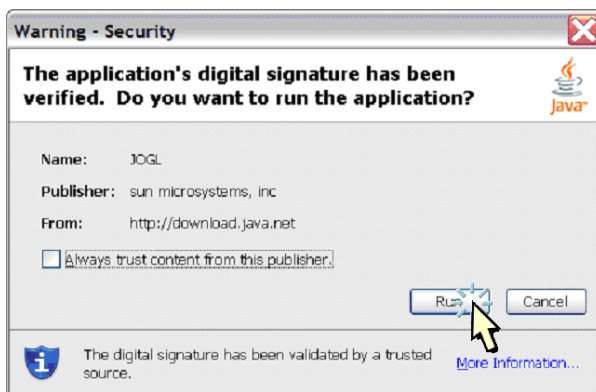 Warning - Security
The application's digital signature has been
verified. Do you want to run the application?
Java™
Name: JOGL
Publisher: sun microsystems, inc
From: http://download.java.net
Always trust content from this publisher.
Run Cancel
The digital signature has been validated by a trusted
source.
More Information...